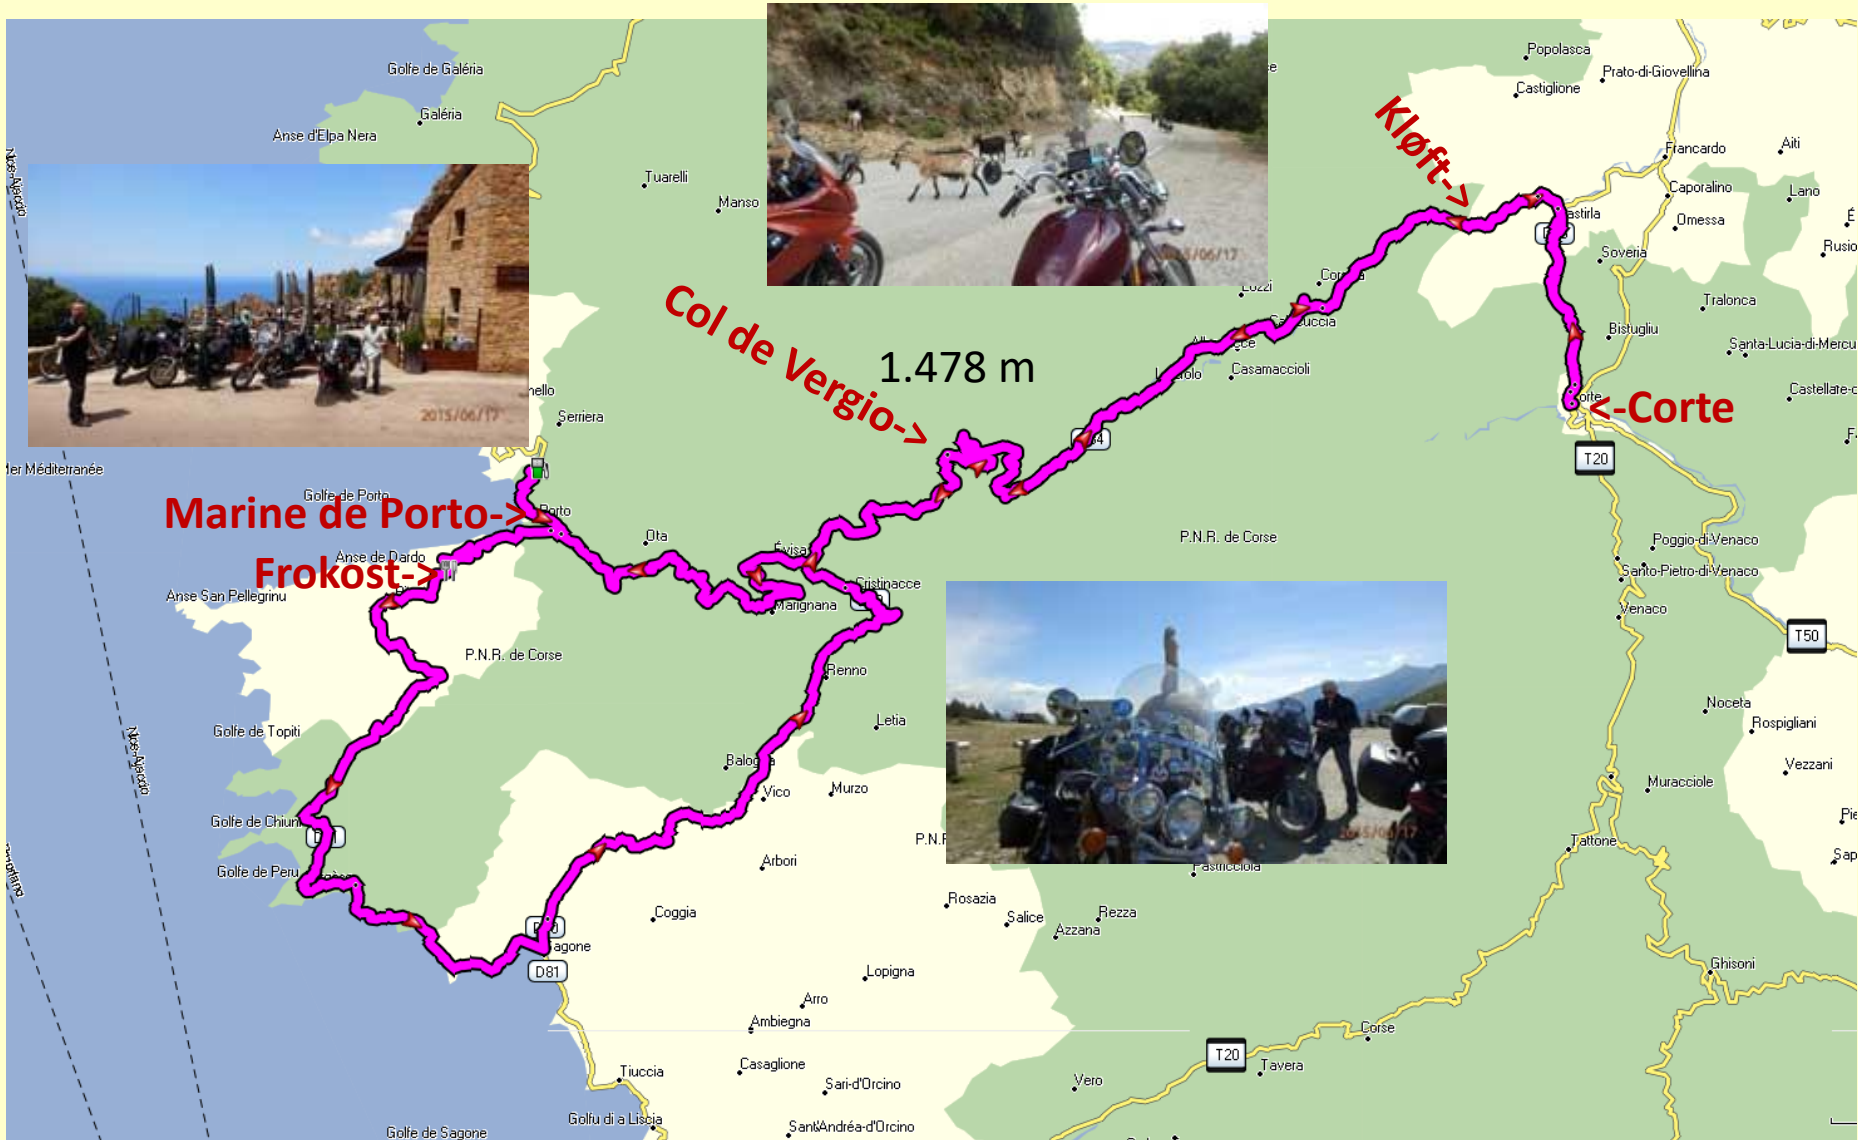 Golfe de Galéria
Galéria
Anse d'Elpa Nera
Tuarelli
Manso
Popolasca
Prato-di-Giovellina
Castiglione
Kløft->
Francardo
Aiti
Caporalino
Lano
Omessa
Soveria
Tralonca
Bistugliu
2015/06/17
Col de Vergio->
1.478 m
Casamaccioli
<-Corte
T20
Serriera
2015/06/17
Golfe de Porto
Marine de Porto->
Porto
Ota
Anse de Dardo
Frokost->
Anse San Pellegrinu
Marignana
Cristinacce
P.N.R. de Corse
Poggio-di-Venaco
Santo-Pietro-di-Venaco
Venaco
T50
P.N.R. de Corse
Renno
Letia
Golfe de Topiti
Noceta
Rospigliani
Vezzani
Muracciole
Vico
Murzo
Golfe de Peru
Arbori
Tattone
Coggia
Rosazia
Salice
Rezza
Azzana
D81
Lopigna
Ghisoni
Arro
Ambiegna
Corse
T20
Tavera
Tiuccia
Casaglione
Sari-d'Orcino
Vero
Golfu di a Liscia
Golfe de Sagone
Sant'Andréa-d'Orcino
Nice-Ajaccio